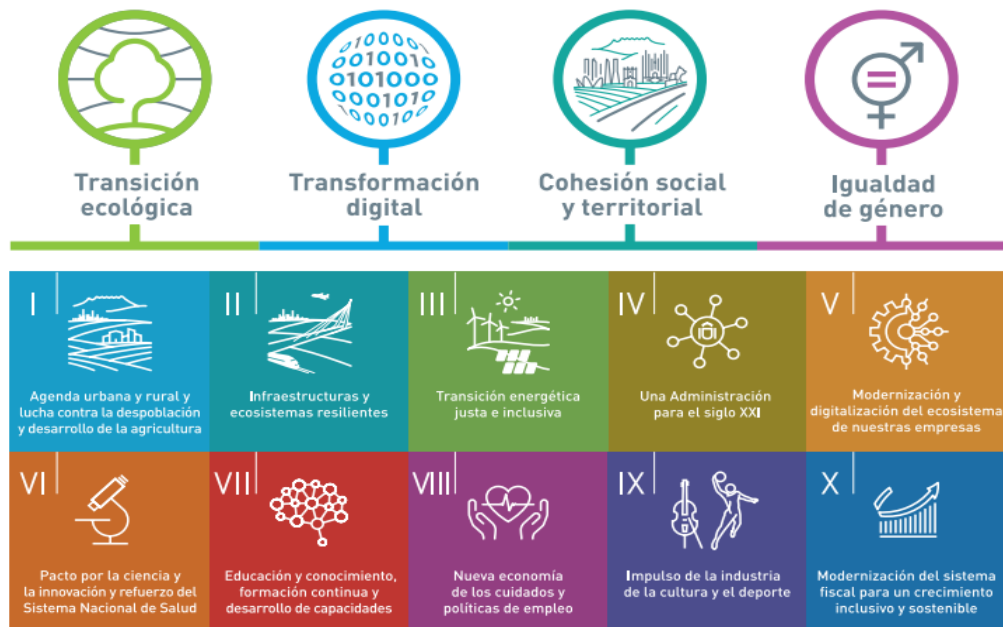 10000
01001
101000
000101
Transición
ecológica
Transformación
digital
Cohesión social
y territorial
Igualdad
de género
I
Agenda urbana y rural y
lucha contra la despoblación
y desarrollo de la agricultura
II
Infraestructuras y
ecosistemas resilientes
III
Transición energética
justa e inclusiva
IV
Una Administración
para el siglo XXI
V
Modernización y
digitalización del ecosistema
de nuestras empresas
VI
Pacto por la ciencia y
la innovación y refuerzo del
Sistema Nacional de Salud
VII
Educación y conocimiento,
formación continua y
desarrollo de capacidades
VIII
Nueva economía
de los cuidados y
políticas de empleo
IX
Impulso de la industria
de la cultura y el deporte
X
Modernización del sistema
fiscal para un crecimiento
inclusivo y sostenible